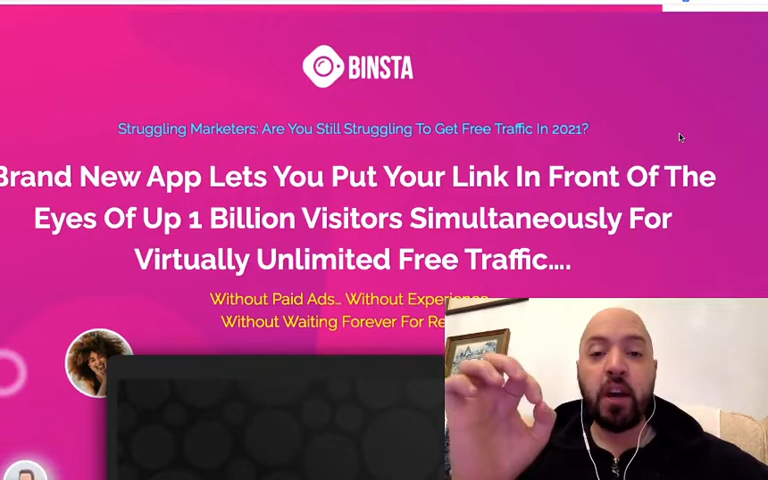 BINSTA
Struggling Marketers: Are You Still Struggling To Get Free Traffic In 2021?
Brand New App Lets You Put Your Link In Front Of The
Eyes Of Up 1 Billion Visitors Simultaneously For
Virtually Unlimited Free Traffic....
Without Paid Ads... Without
Without Waiting Forever For